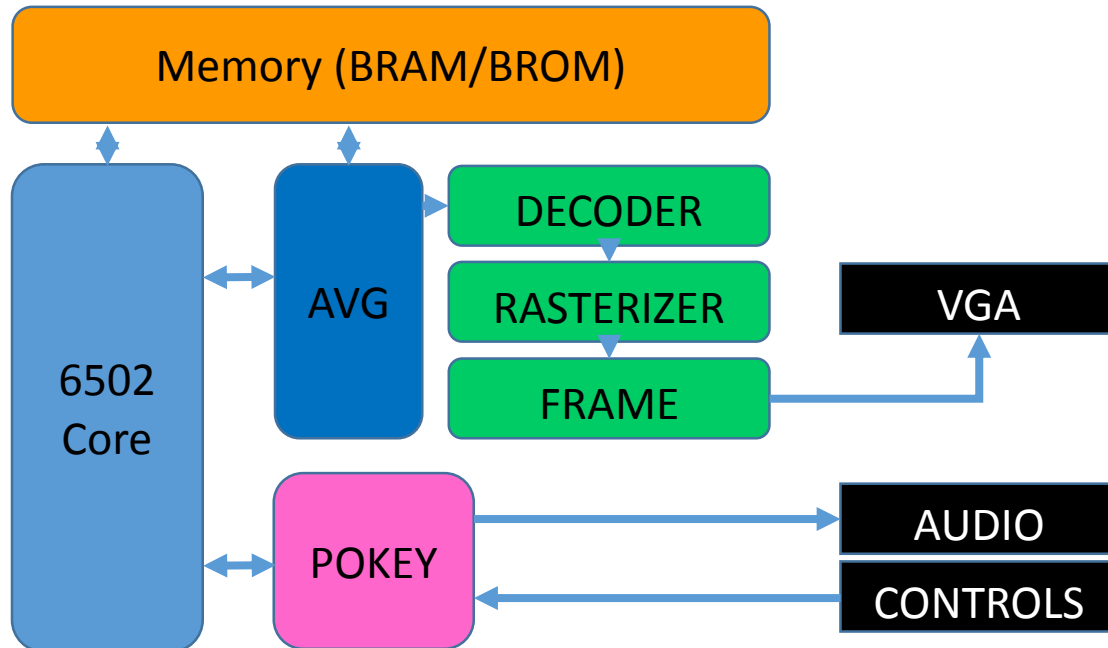 Memory (BRAM/BROM)
6502
Core
AVG
DECODER
RASTERIZER
FRAME
VGA
POKEY
AUDIO
CONTROLS